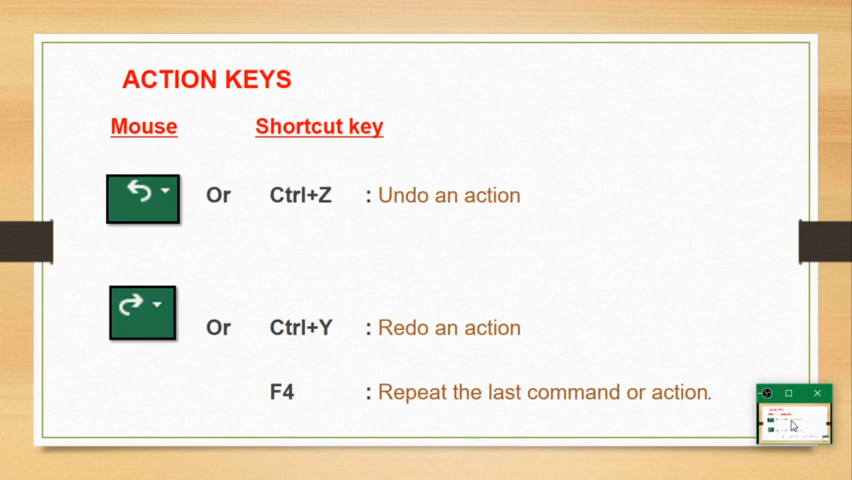 ACTION KEYS
Mouse Shortcut key
Or Ctrl+Z : Undo an action
Or Ctrl+Y : Redo an action
F4 : Repeat the last command or action.